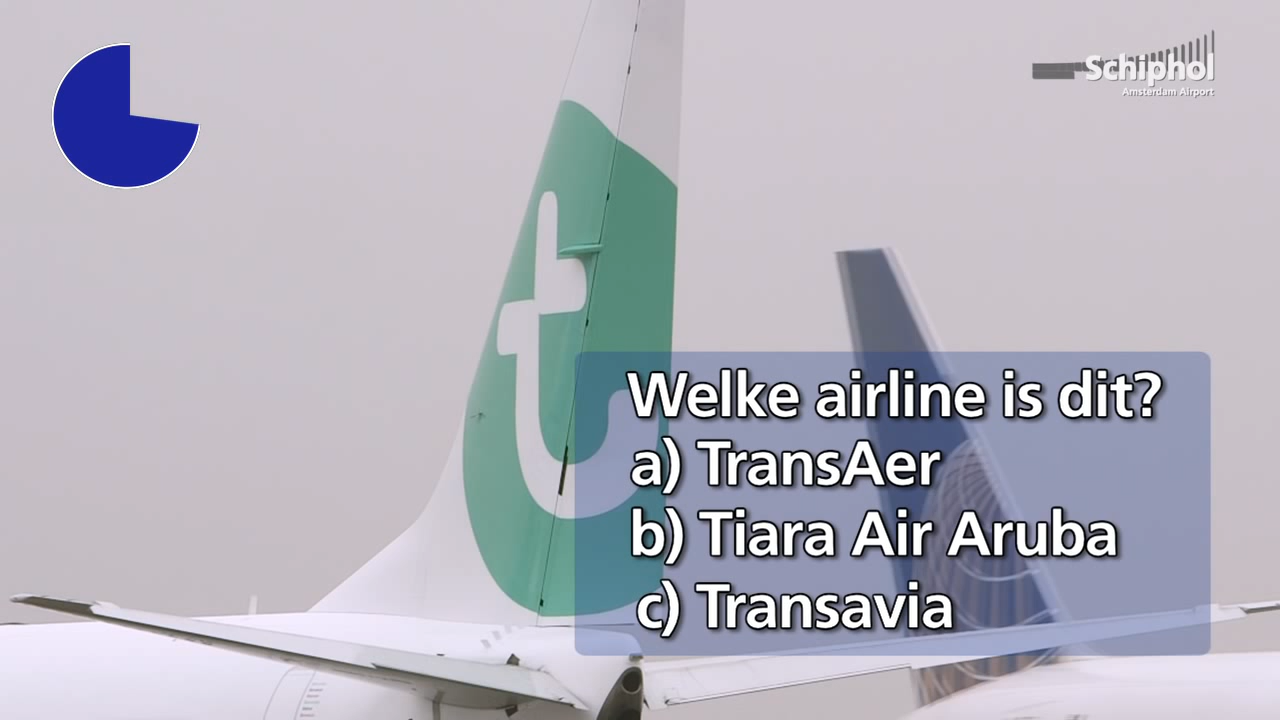 Schiphol
Amsterdam Airport
t
Welke airline is dit?
a) TransAer
b) Tiara Air Aruba
c) Transavia